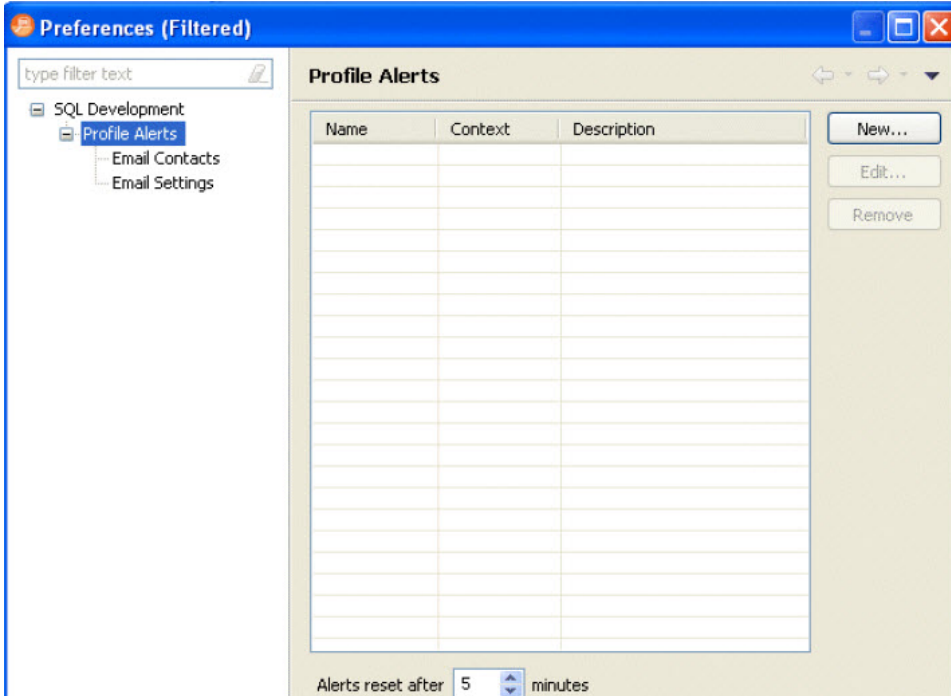 Preferences (Filtered)
type filter text
SQL Development
Profile Alerts
Email Contacts
Email Settings
Profile Alerts
Name Context Description
New...
Edit...
Remove
Alerts reset after 5 minutes